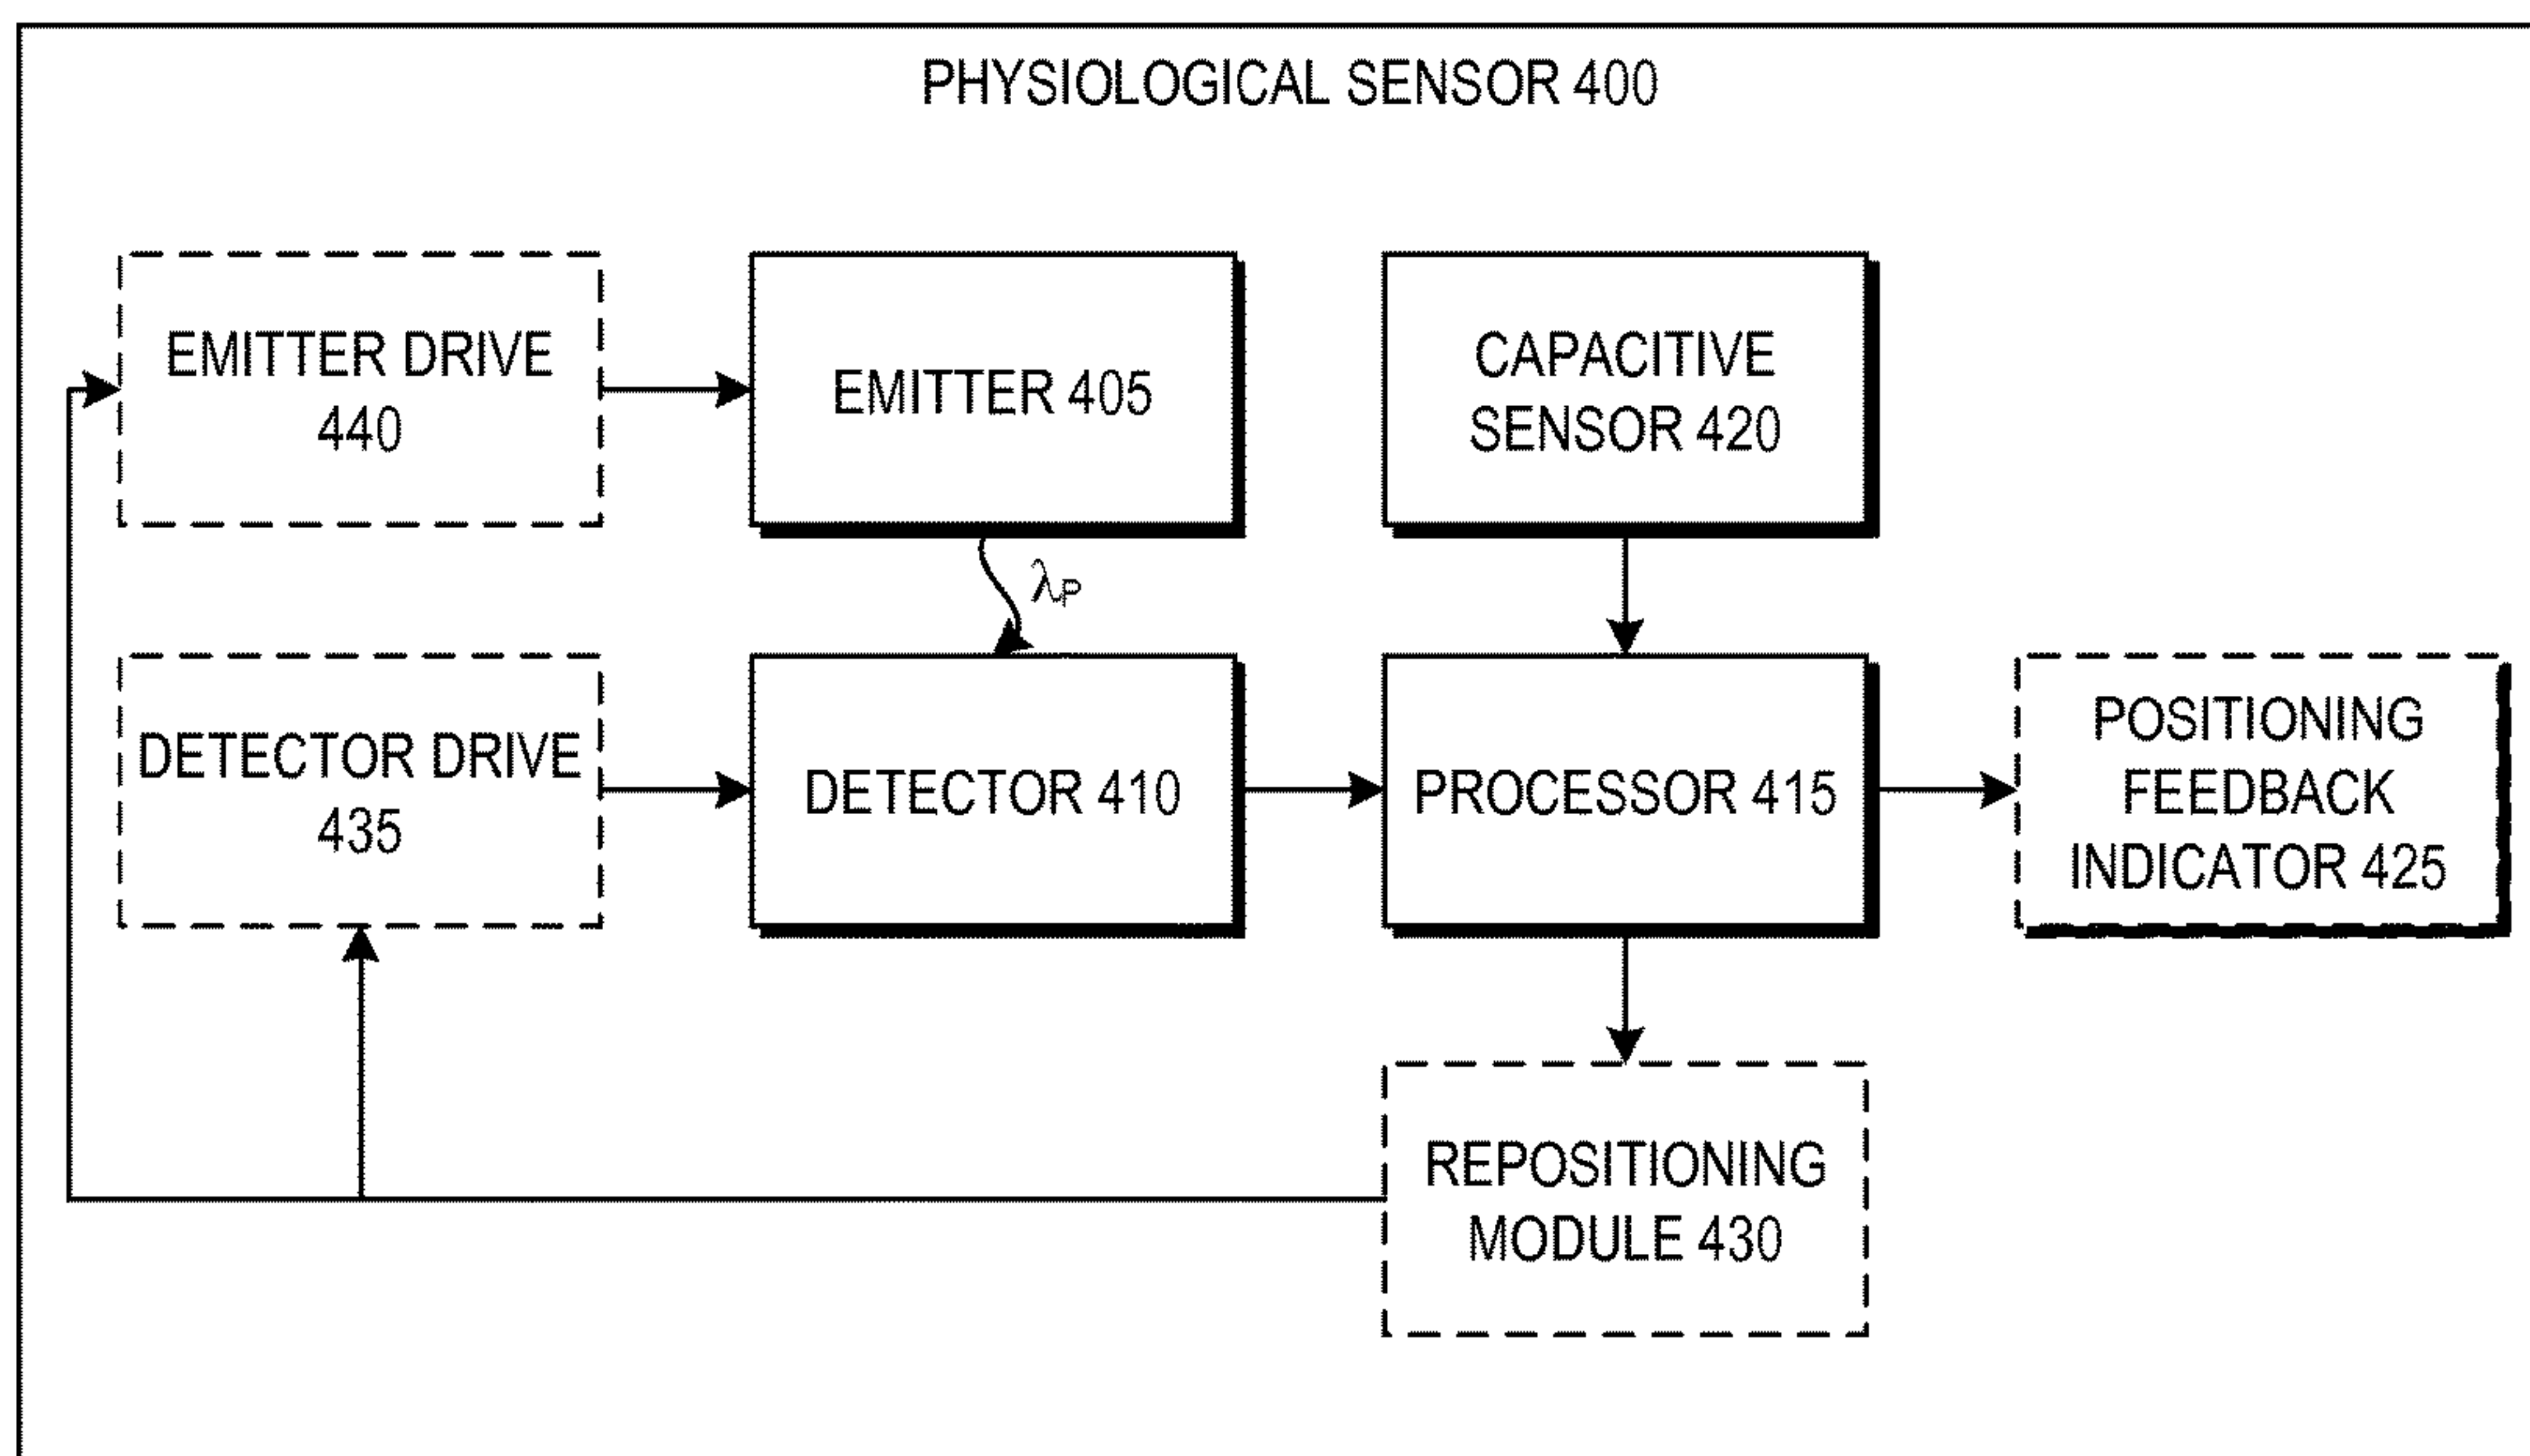 PHYSIOLOGICAL SENSOR 400
EMITTER DRIVE
440
EMITTER 405
CAPACITIVE
SENSOR 420
λP
DETECTOR DRIVE
435
DETECTOR 410
PROCESSOR 415
POSITIONING
FEEDBACK
INDICATOR 425
REPOSITIONING
MODULE 430